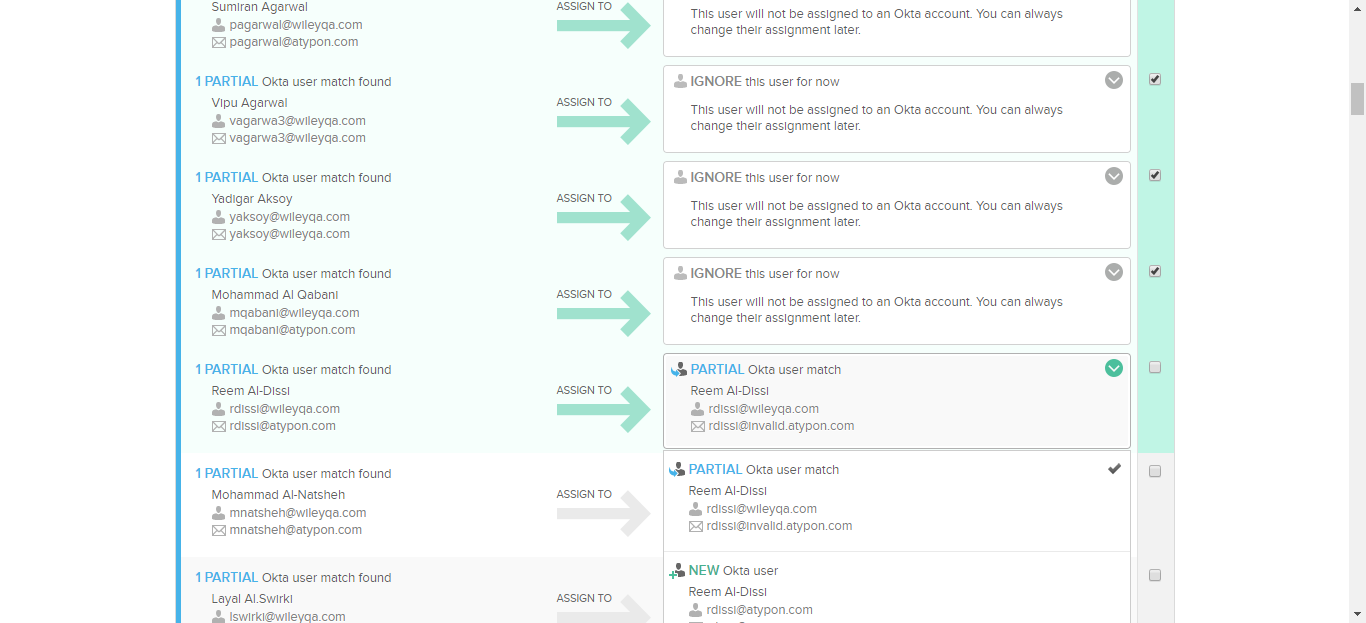 Sumiran Agarwal
pagarwal@wileyqa.com
pagarwal@atypon.com
ASSIGN TO
This user will not be assigned to an Okta account. You can always
change their assignment later.
1 PARTIAL Okta user match found
Vipu Agarwal
vagarwa3@wileyqa.com
vagarwa3@wileyqa.com
ASSIGN TO
IGNORE this user for now
This user will not be assigned to an Okta account. You can always
change their assignment later.
1 PARTIAL Okta user match found
Yadigar Aksoy
yaksoy@wileyqa.com
yaksoy@wileyqa.com
ASSIGN TO
IGNORE this user for now
This user will not be assigned to an Okta account. You can always
change their assignment later.
1 PARTIAL Okta user match found
Mohammad Al Qabani
mqabani@wileyqa.com
mqabani@atypon.com
ASSIGN TO
IGNORE this user for now
This user will not be assigned to an Okta account. You can always
change their assignment later.
1 PARTIAL Okta user match found
Reem Al-Dissi
rdissi@wileyqa.com
rdissi@atypon.com
ASSIGN TO
PARTIAL Okta user match
Reem Al-Dissi
rdissi@wileyqa.com
rdissi@invalid.atypon.com
1 PARTIAL Okta user match found
Mohammad Al-Natsheh
mnatsheh@wileyqa.com
mnatsheh@atypon.com
ASSIGN TO
PARTIAL Okta user match
Reem Al-Dissi
rdissi@wileyqa.com
rdissi@invalid.atypon.com
1 PARTIAL Okta user match found
Layal Al.Swirki
lswirki@wileyqa.com
ASSIGN TO
NEW Okta user
Reem Al-Dissi
rdissi@atypon.com